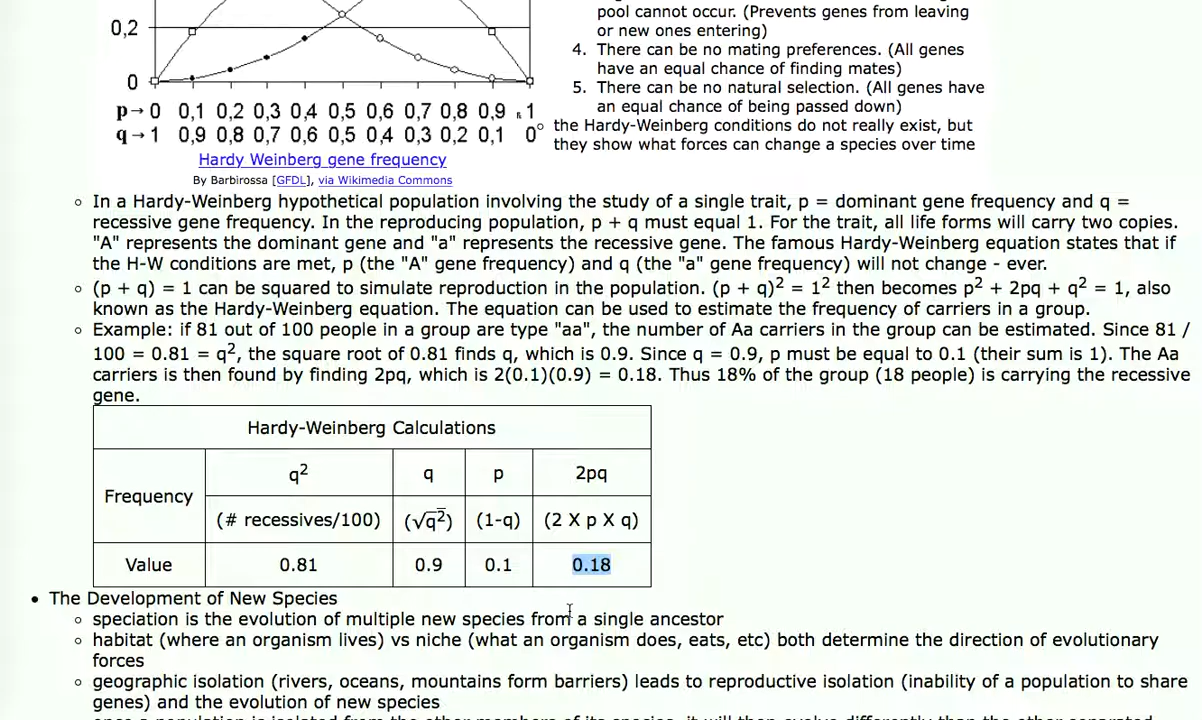 0,2
0
p→ 0 0,1 0,2 0,3 0,4 0,5 0,6 0,7 0,8 0,9 1
q→ 1 0,9 0,8 0,7 0,6 0,5 0,4 0,3 0,2 0,1 0
Hardy Weinberg gene frequency
By Barbirossa [GFDL], via Wikimedia Commons
pool cannot occur. (Prevents genes from leaving
or new ones entering)
4. There can be no mating preferences. (All genes
have an equal chance of finding mates)
5. There can be no natural selection. (All genes have
an equal chance of being passed down)
◦ the Hardy-Weinberg conditions do not really exist, but
they show what forces can change a species over time
◦ In a Hardy-Weinberg hypothetical population involving the study of a single trait, p = dominant gene frequency and q =
recessive gene frequency. In the reproducing population, p + q must equal 1. For the trait, all life forms will carry two copies.
"A" represents the dominant gene and "a" represents the recessive gene. The famous Hardy-Weinberg equation states that if
the H-W conditions are met, p (the "A" gene frequency) and q (the "a" gene frequency) will not change - ever.
◦ (p + q) = 1 can be squared to simulate reproduction in the population. (p + q)² = 1² then becomes p² + 2pq + q² = 1, also
known as the Hardy-Weinberg equation. The equation can be used to estimate the frequency of carriers in a group.
◦ Example: if 81 out of 100 people in a group are type "aa", the number of Aa carriers in the group can be estimated. Since 81 /
100 = 0.81 = q², the square root of 0.81 finds q, which is 0.9. Since q = 0.9, p must be equal to 0.1 (their sum is 1). The Aa
carriers is then found by finding 2pq, which is 2(0.1)(0.9) = 0.18. Thus 18% of the group (18 people) is carrying the recessive
gene.
Hardy-Weinberg Calculations
Frequency
q² q p 2pq
(# recessives/100) (√q²) (1-q) (2 X p X q)
Value 0.81 0.9 0.1 0.18
• The Development of New Species
◦ speciation is the evolution of multiple new species from a single ancestor
◦ habitat (where an organism lives) vs niche (what an organism does, eats, etc) both determine the direction of evolutionary
forces
◦ geographic isolation (rivers, oceans, mountains form barriers) leads to reproductive isolation (inability of a population to share
genes) and the evolution of new species